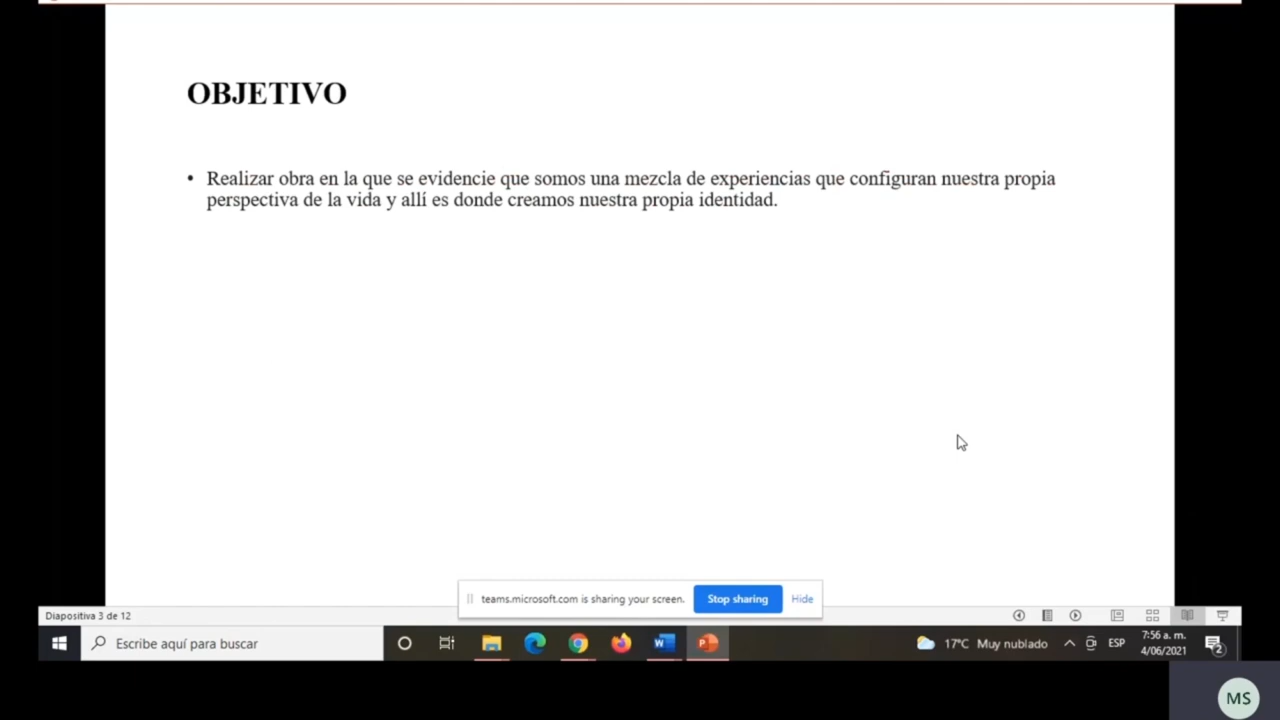 OBJETIVO
• Realizar obra en la que se evidencie que somos una mezcla de experiencias que configuran nuestra propia
perspectiva de la vida y allí es donde creamos nuestra propia identidad.
teams.microsoft.com is sharing your screen. Stop sharing Hide
Diapositiva 3 de 12
Escribe aquí para buscar
17°C Muy nublado ESP
7:56 a. m.
4/06/2021
2
MS